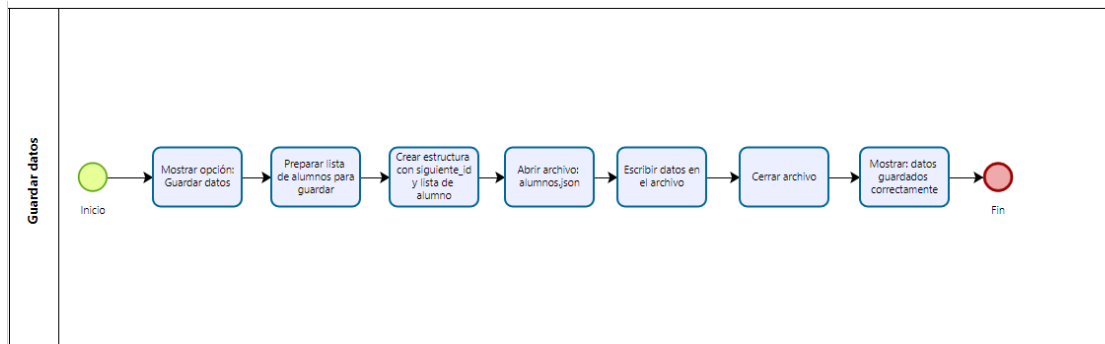 Guardar datos
Inicio
Mostrar opción:
Guardar datos
Preparar lista
de alumnos para
guardar
Crear estructura
con siguiente_id
y lista de
alumno
Abrir archivo:
alumnos.json
Escribir datos en
el archivo
Cerrar archivo
Mostrar: datos
guardados
correctamente
Fin